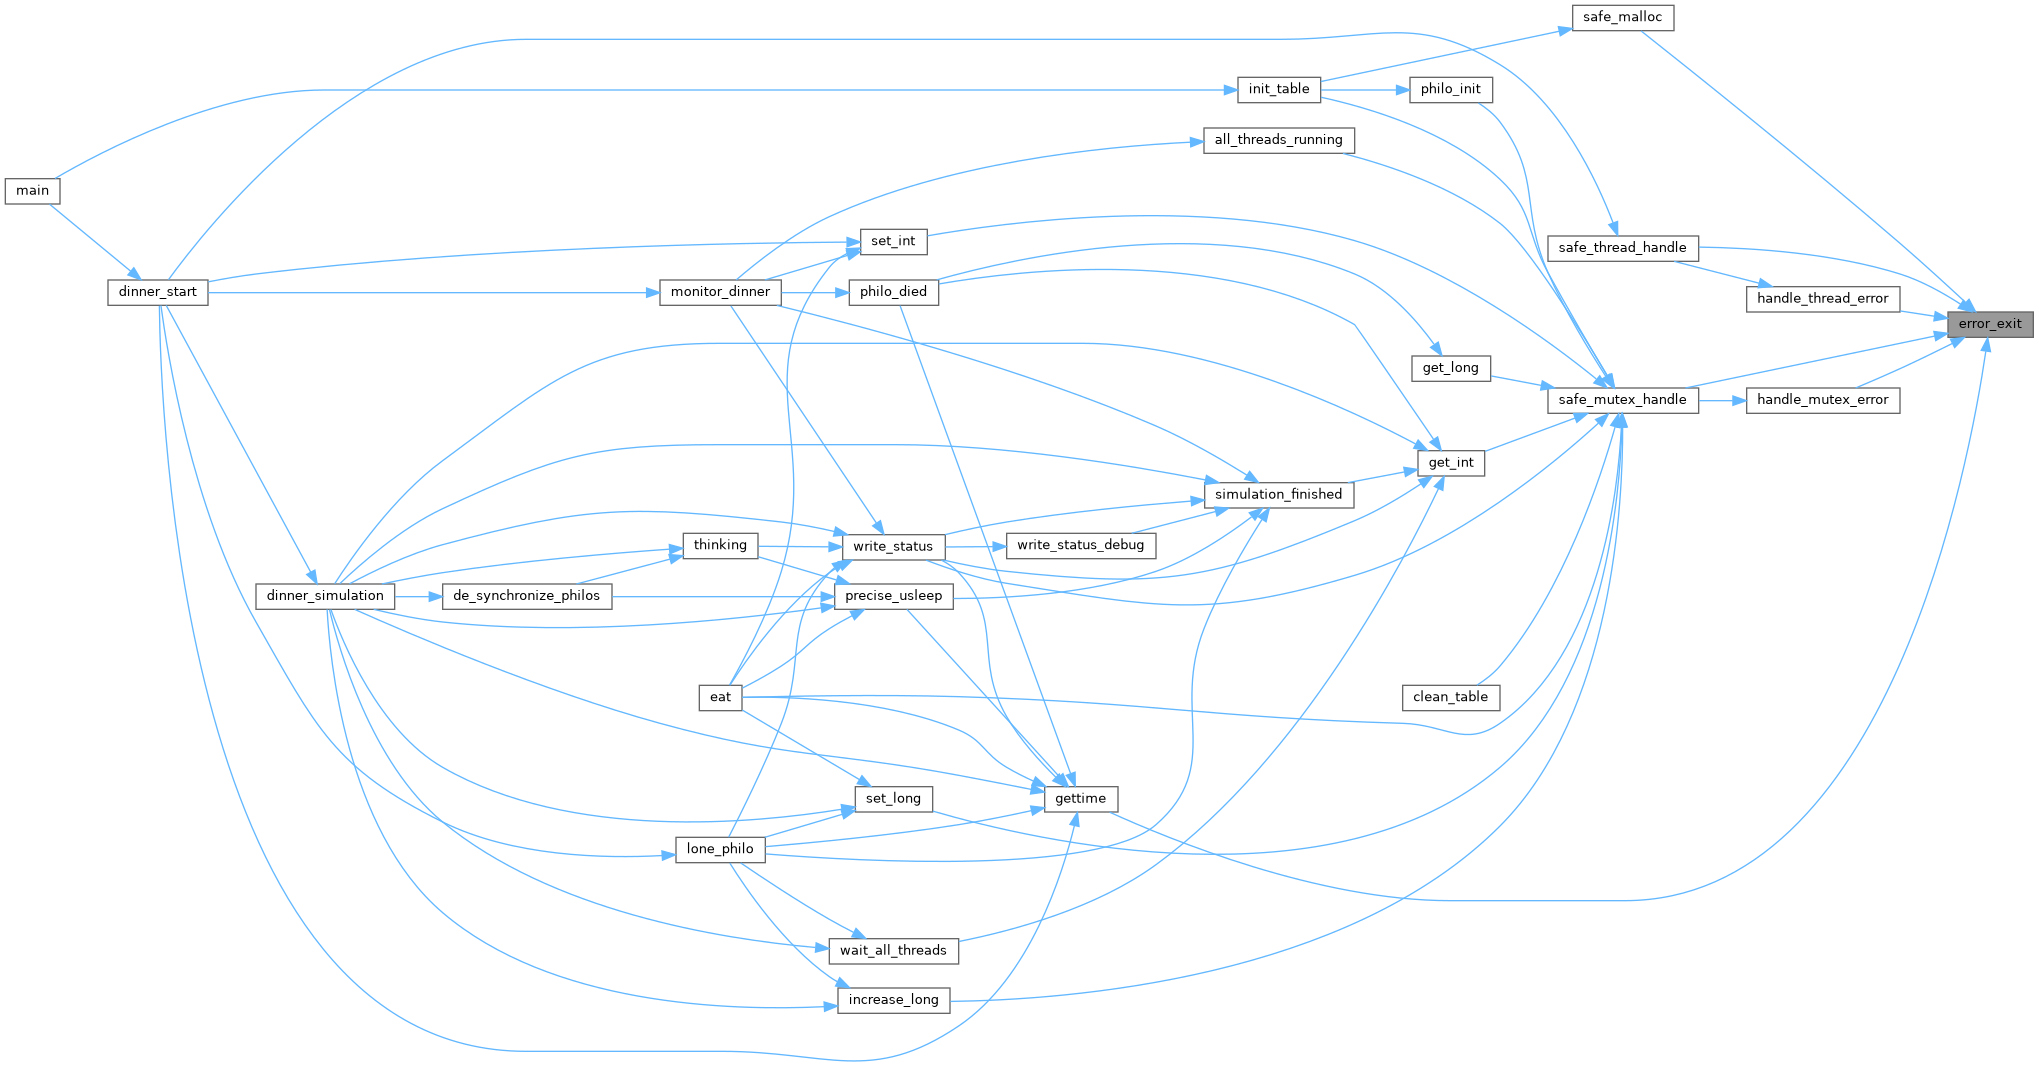 safe_malloc
init_table
philo_init
all_threads_running
main
set_int
safe_thread_handle
dinner_start
monitor_dinner
philo_died
handle_thread_error
error_exit
get_long
safe_mutex_handle
handle_mutex_error
get_int
simulation_finished
thinking
write_status
write_status_debug
dinner_simulation
de_synchronize_philos
precise_usleep
eat
clean_table
set_long
gettime
lone_philo
wait_all_threads
increase_long